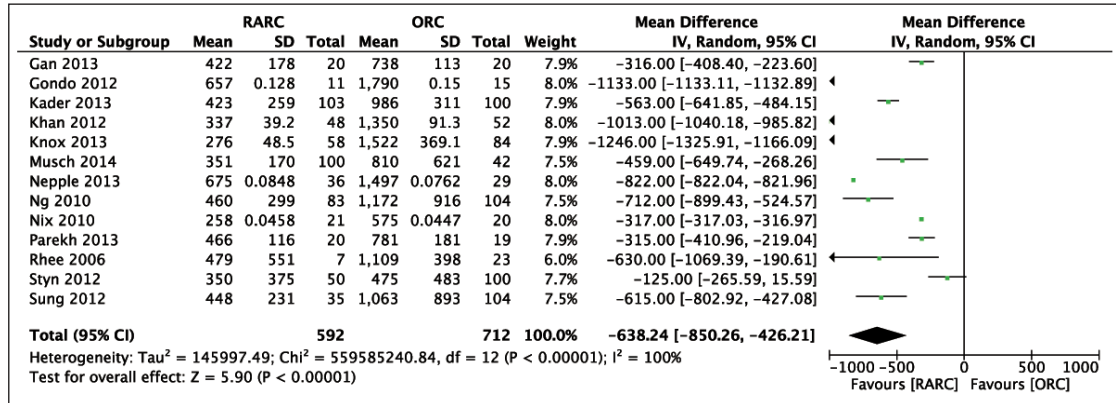 RARC ORC Mean Difference Mean Difference
Study or Subgroup Mean SD Total Mean SD Total Weight IV, Random, 95% CI IV, Random, 95% CI
Gan 2013 422 178 20 738 113 20 7.9% −316.00 [−408.40, −223.60]
Gondo 2012 657 0.128 11 1,790 0.15 15 8.0% −1133.00 [−1133.11, −1132.89]
Kader 2013 423 259 103 986 311 100 7.9% −563.00 [−641.85, −484.15]
Khan 2012 337 39.2 48 1,350 91.3 52 8.0% −1013.00 [−1040.18, −985.82]
Knox 2013 276 48.5 58 1,522 369.1 84 7.9% −1246.00 [−1325.91, −1166.09]
Musch 2014 351 170 100 810 621 42 7.5% −459.00 [−649.74, −268.26]
Nepple 2013 675 0.0848 36 1,497 0.0762 29 8.0% −822.00 [−822.04, −821.96]
Ng 2010 460 299 83 1,172 916 104 7.5% −712.00 [−899.43, −524.57]
Nix 2010 258 0.0458 21 575 0.0447 20 8.0% −317.00 [−317.03, −316.97]
Parekh 2013 466 116 20 781 181 19 7.9% −315.00 [−410.96, −219.04]
Rhee 2006 479 551 7 1,109 398 23 6.0% −630.00 [−1069.39, −190.61]
Styn 2012 350 375 50 475 483 100 7.7% −125.00 [−265.59, 15.59]
Sung 2012 448 231 35 1,063 893 104 7.5% −615.00 [−802.92, −427.08]
Total (95% CI) 592 712 100.0% −638.24 [−850.26, −426.21]
Heterogeneity: Tau² = 145997.49; Chi² = 559585240.84, df = 12 (P < 0.00001); I² = 100%
Test for overall effect: Z = 5.90 (P < 0.00001)
−1000 −500 0 500 1000
Favours [RARC] Favours [ORC]